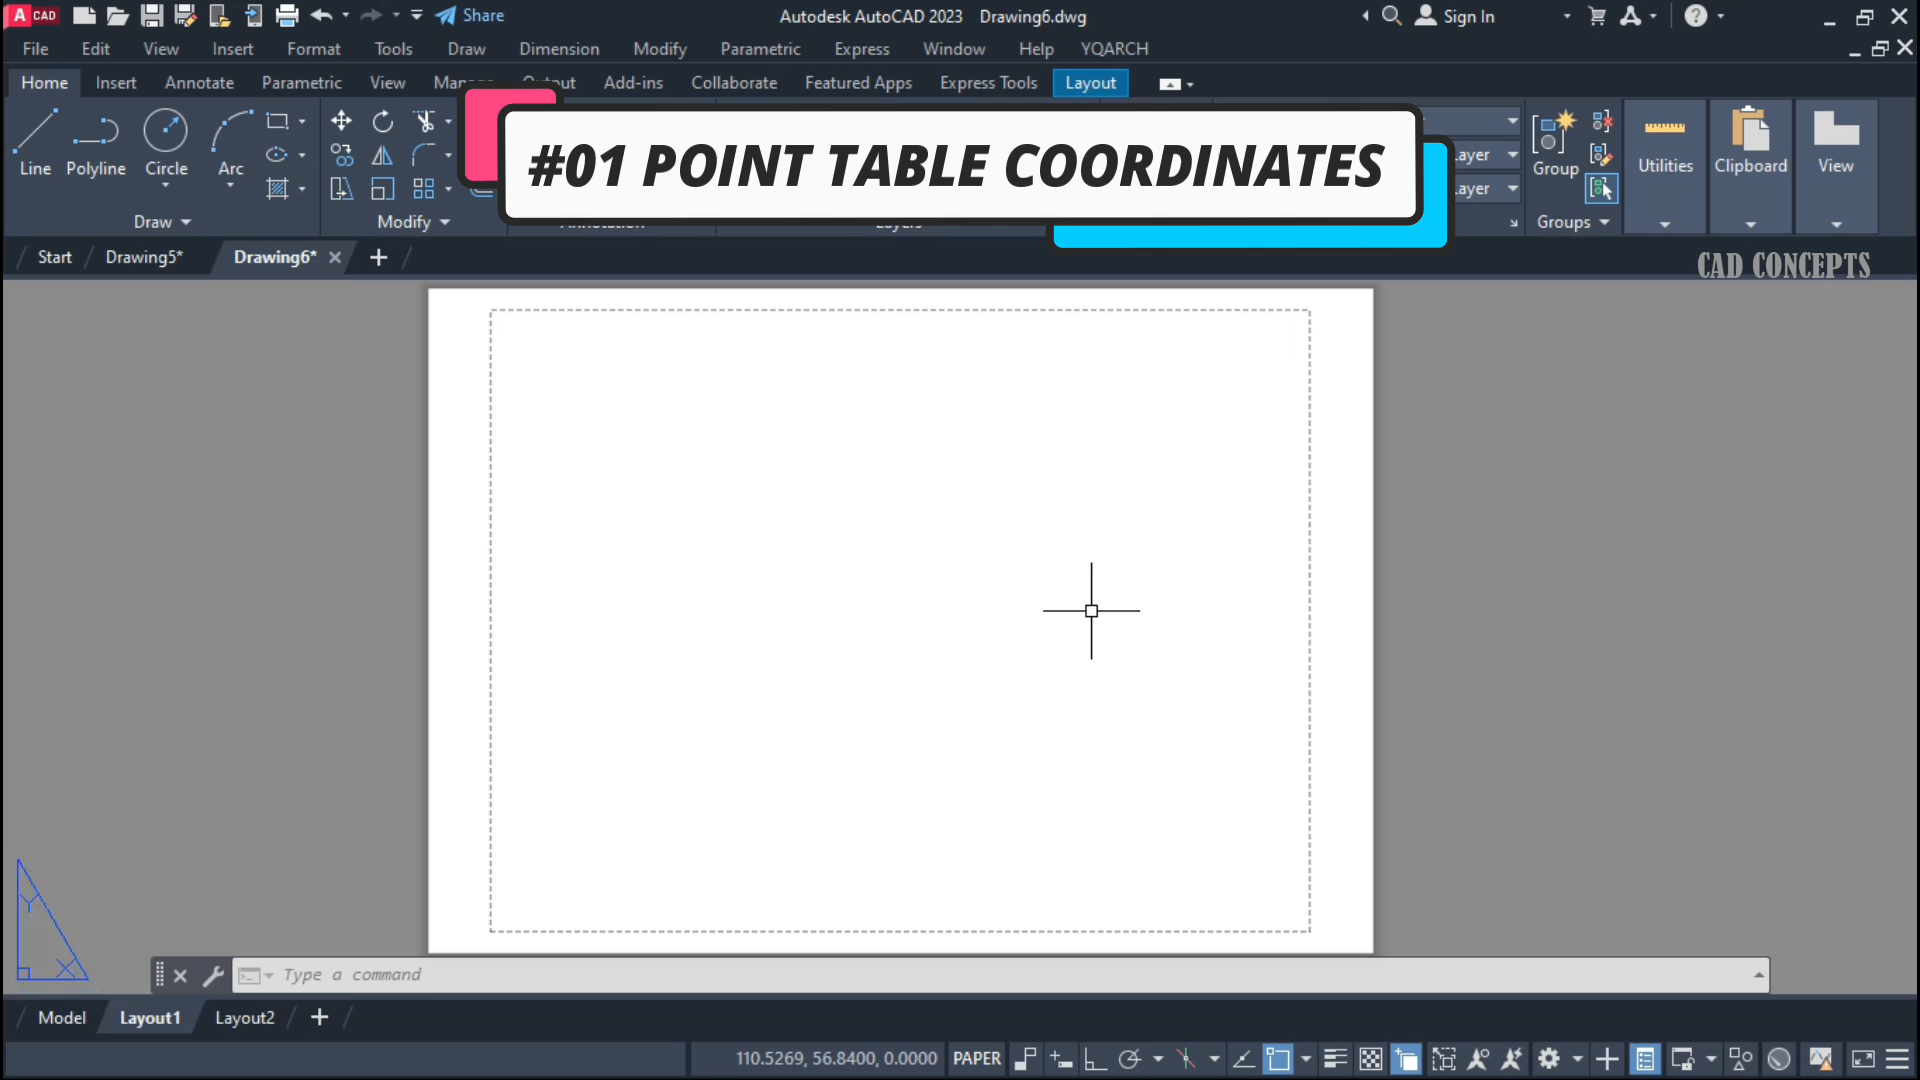 A CAD Share Autodesk AutoCAD 2023 Drawing6.dwg Sign In
File Edit View Insert Format Tools Draw Dimension Modify Parametric Express Window Help YQARCH
Home Insert Annotate Parametric View Manage Output Add-ins Collaborate Featured Apps Express Tools Layout
#01 POINT TABLE COORDINATES
Line Polyline Circle Arc Group Utilities Clipboard View
Draw Modify Groups
Start Drawing5* Drawing6*
CAD CONCEPTS
Y
X
Type a command
Model Layout1 Layout2
110.5269, 56.8400, 0.0000 PAPER